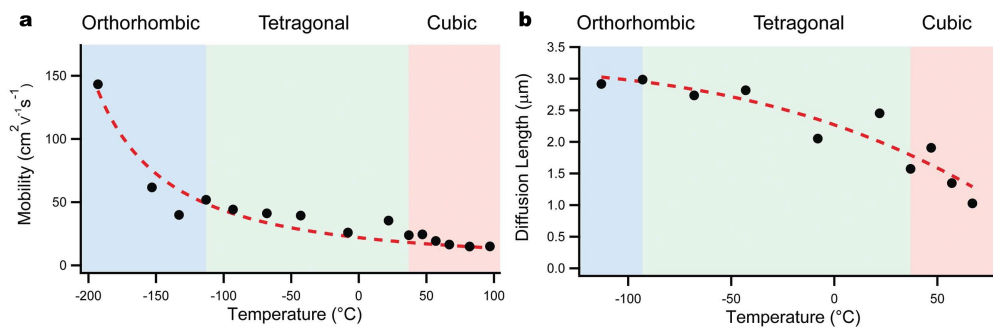 a
Orthorhombic Tetragonal Cubic
Mobility (cm²V⁻¹s⁻¹)
150
100
50
0
-200 -150 -100 -50 0 50 100
Temperature (°C)
b
Orthorhombic Tetragonal Cubic
Diffusion Length (μm)
3.5
3.0
2.5
2.0
1.5
1.0
0.5
0.0
-100 -50 0 50
Temperature (°C)